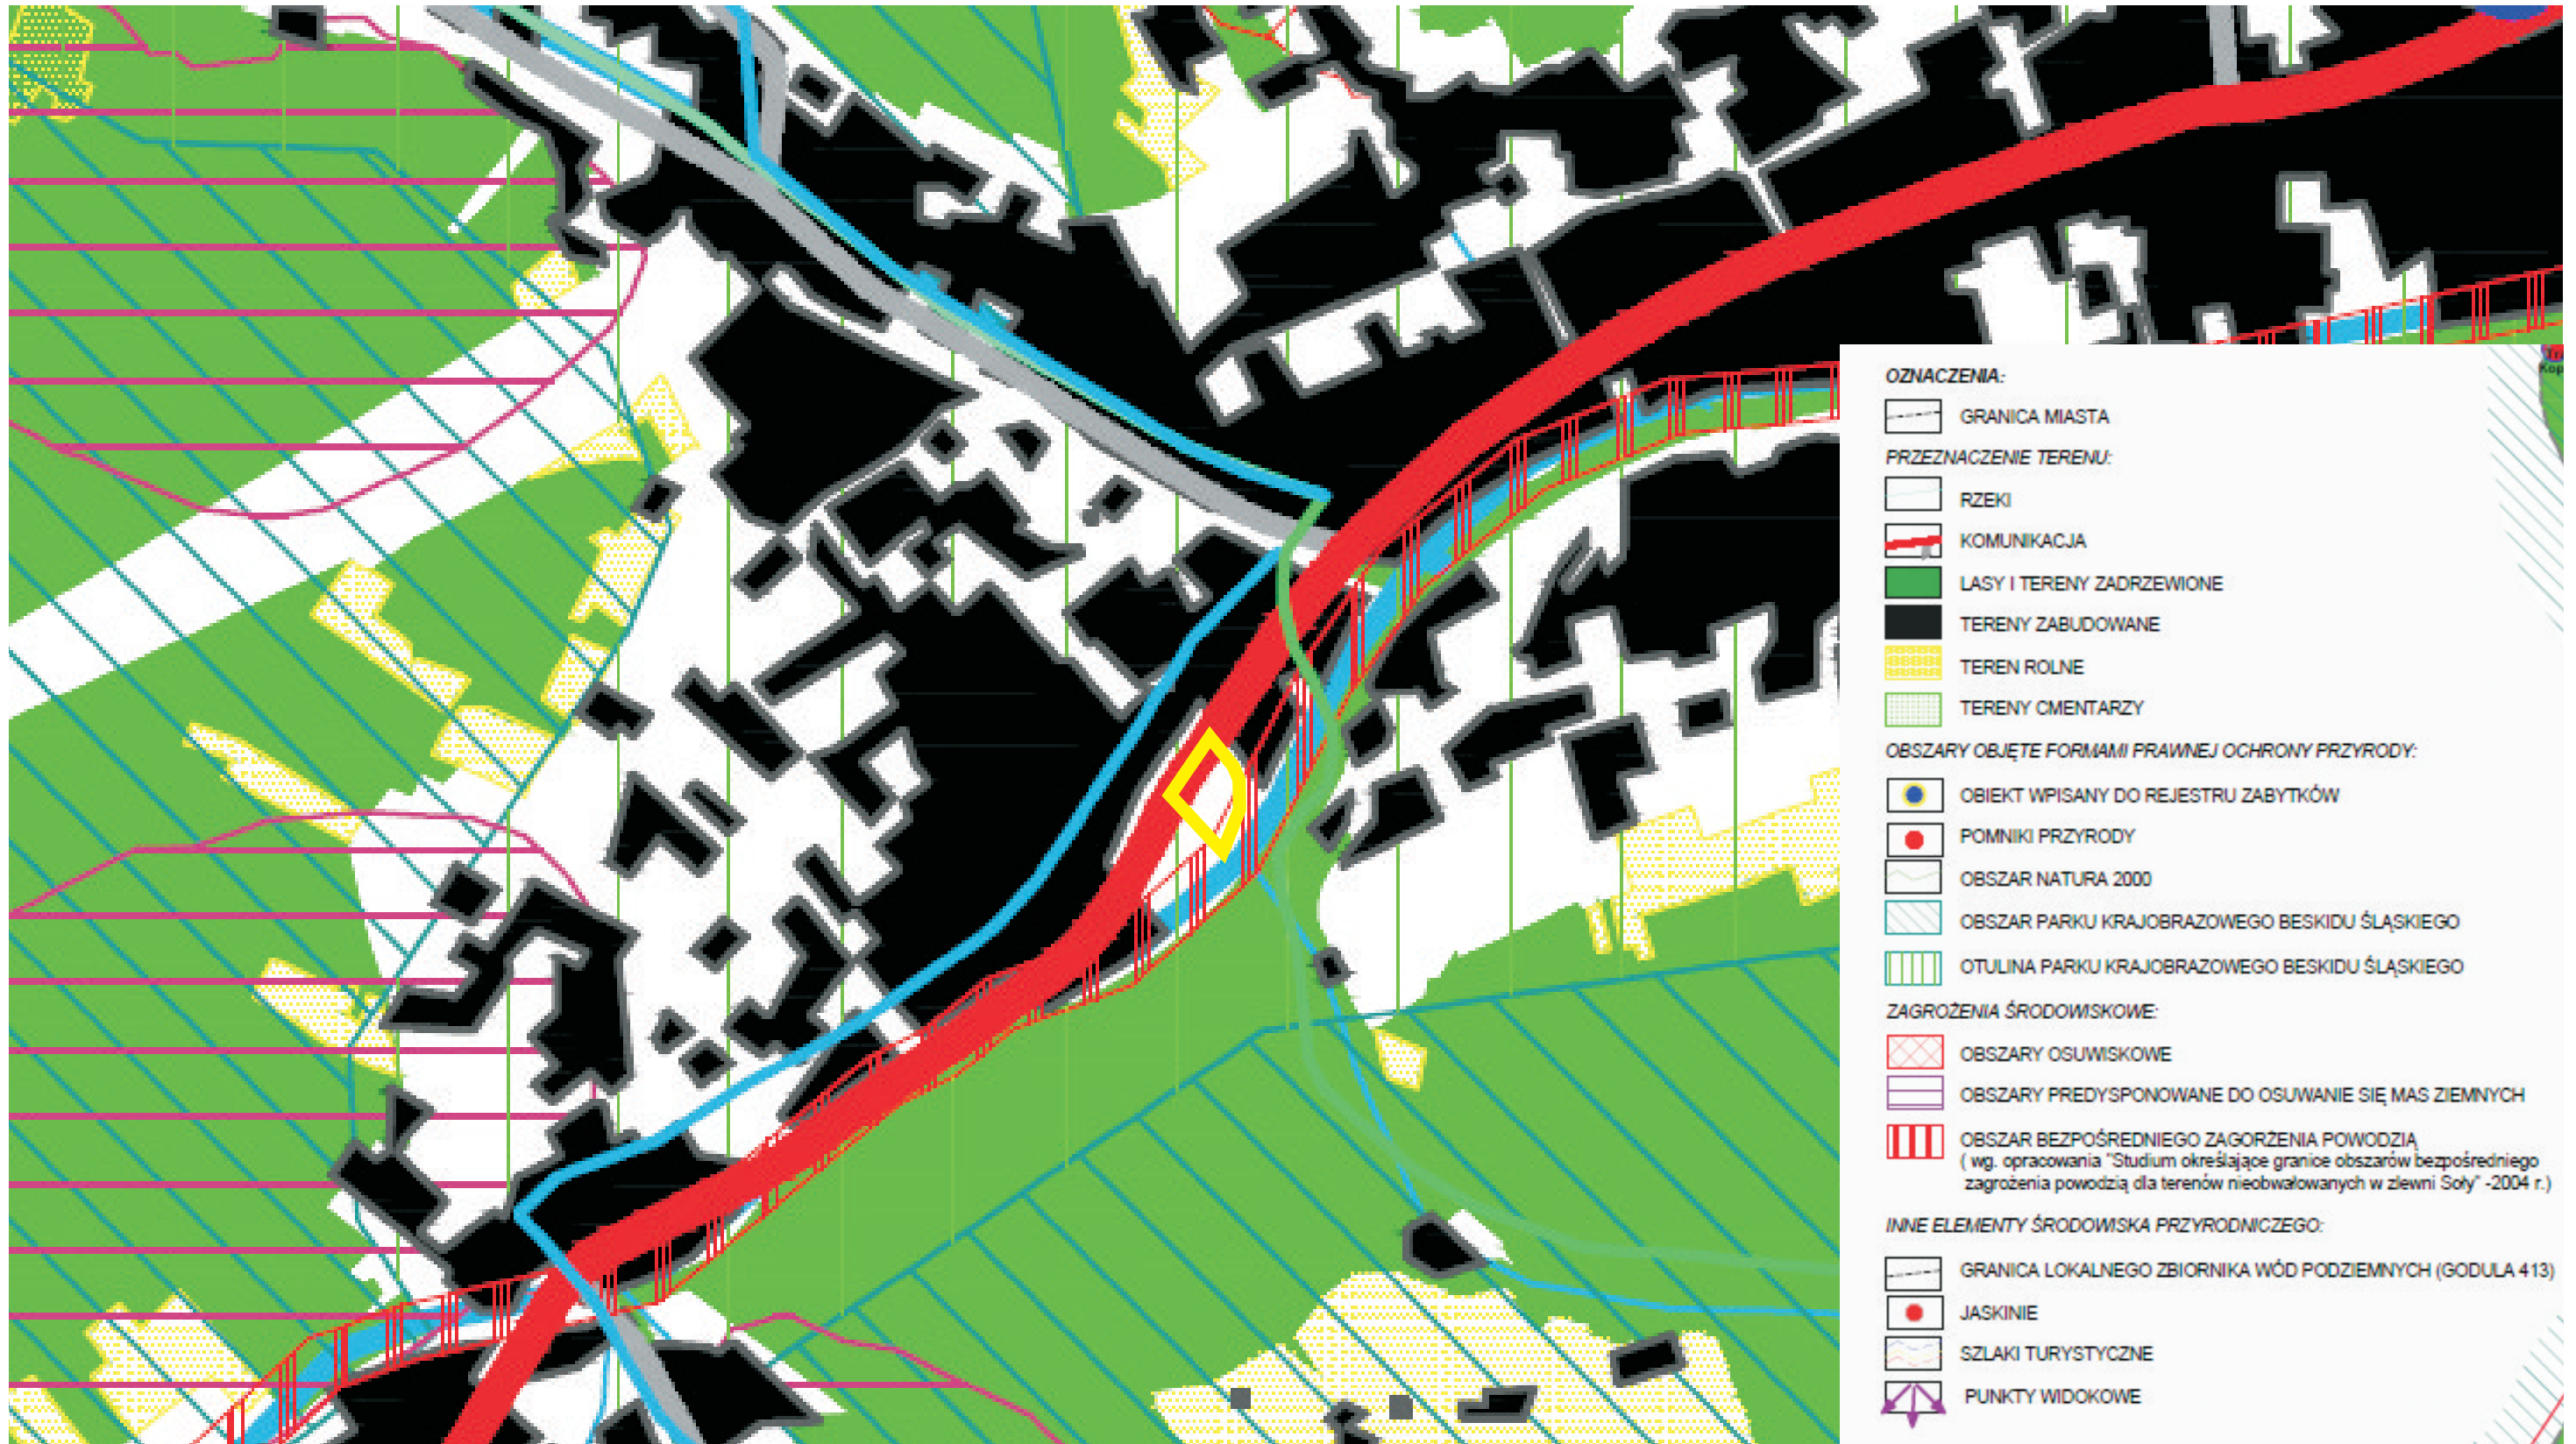 OZNACZENIA:
GRANICA MIASTA
PRZEZNACZENIE TERENU:
RZEKI
KOMUNIKACJA
LASY I TERENY ZADRZEWIONE
TERENY ZABUDOWANE
TEREN ROLNE
TERENY CMENTARZY
OBSZARY OBJĘTE FORMAMI PRAWNEJ OCHRONY PRZYRODY:
OBIEKT WPISANY DO REJESTRU ZABYTKÓW
POMNIKI PRZYRODY
OBSZAR NATURA 2000
OBSZAR PARKU KRAJOBRAZOWEGO BESKIDU ŚLĄSKIEGO
OTULINA PARKU KRAJOBRAZOWEGO BESKIDU ŚLĄSKIEGO
ZAGROŻENIA ŚRODOWISKOWE:
OBSZARY OSUWISKOWE
OBSZARY PREDYSPONOWANE DO OSUWANIE SIĘ MAS ZIEMNYCH
OBSZAR BEZPOŚREDNIEGO ZAGORŻENIA POWODZIĄ
( wg. opracowania "Studium określające granice obszarów bezpośredniego
zagrożenia powodzią dla terenów nieobwałowanych w zlewni Soły" -2004 r.)
INNE ELEMENTY ŚRODOWISKA PRZYRODNICZEGO:
GRANICA LOKALNEGO ZBIORNIKA WÓD PODZIEMNYCH (GODULA 413)
JASKINIE
SZLAKI TURYSTYCZNE
PUNKTY WIDOKOWE